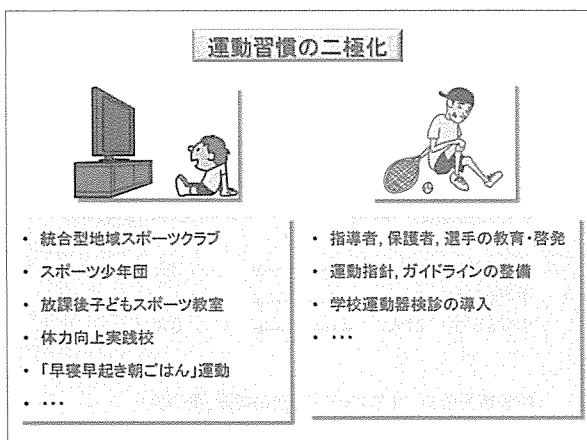 運動習慣の二極化
・ 統合型地域スポーツクラブ
・ スポーツ少年団
・ 放課後子どもスポーツ教室
・ 体力向上実践校
・ 「早寝早起き朝ごはん」運動
・ ・・・
・ 指導者, 保護者, 選手の教育・啓発
・ 運動指針, ガイドラインの整備
・ 学校運動器検診の導入
・ ・・・